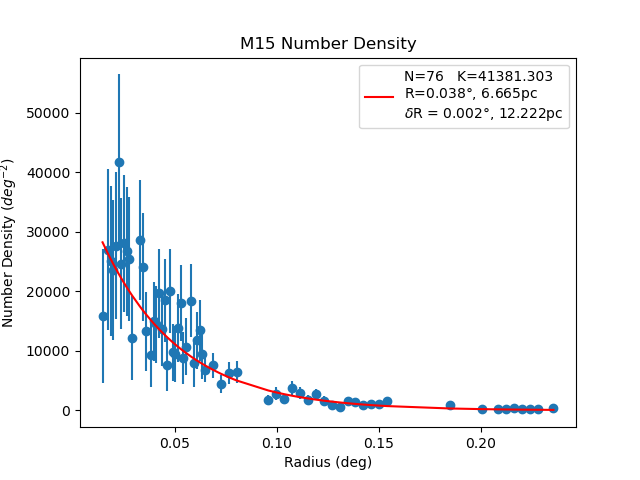 M15 Number Density
N=76 K=41381.303
R=0.038°, 6.665pc
δR = 0.002°, 12.222pc
Number Density (deg⁻²)
50000
40000
30000
20000
10000
0
0.05 0.10 0.15 0.20
Radius (deg)